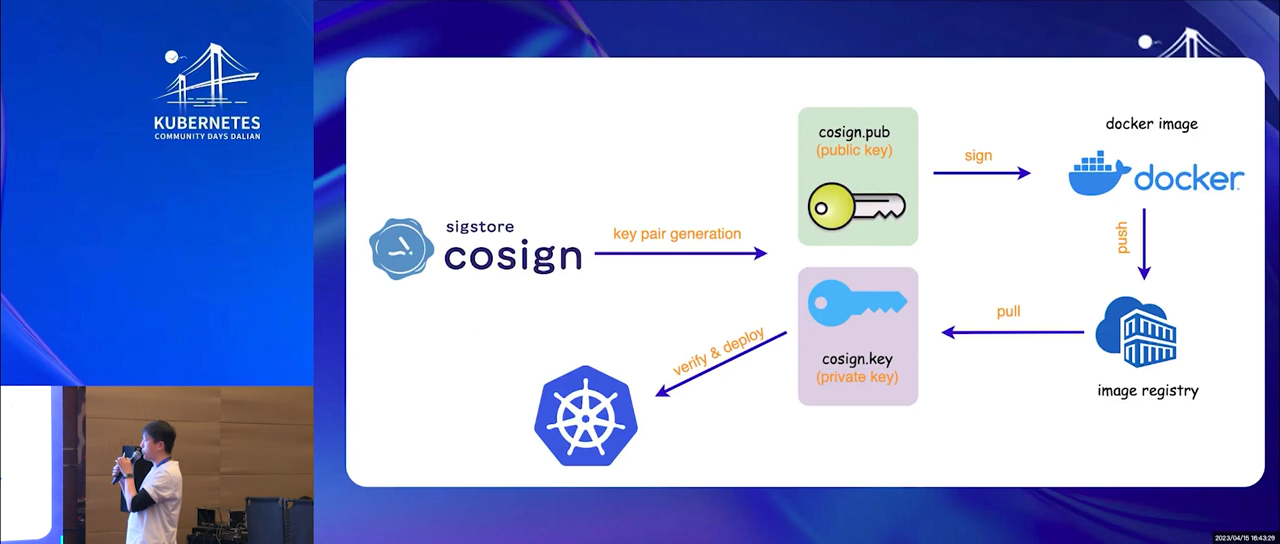 KUBERNETES
COMMUNITY DAYS DALIAN
sigstore
cosign
key pair generation
cosign.pub
(public key)
sign
docker image
docker
push
image registry
pull
cosign.key
(private key)
verify & deploy
2023/04/15 16:43:29